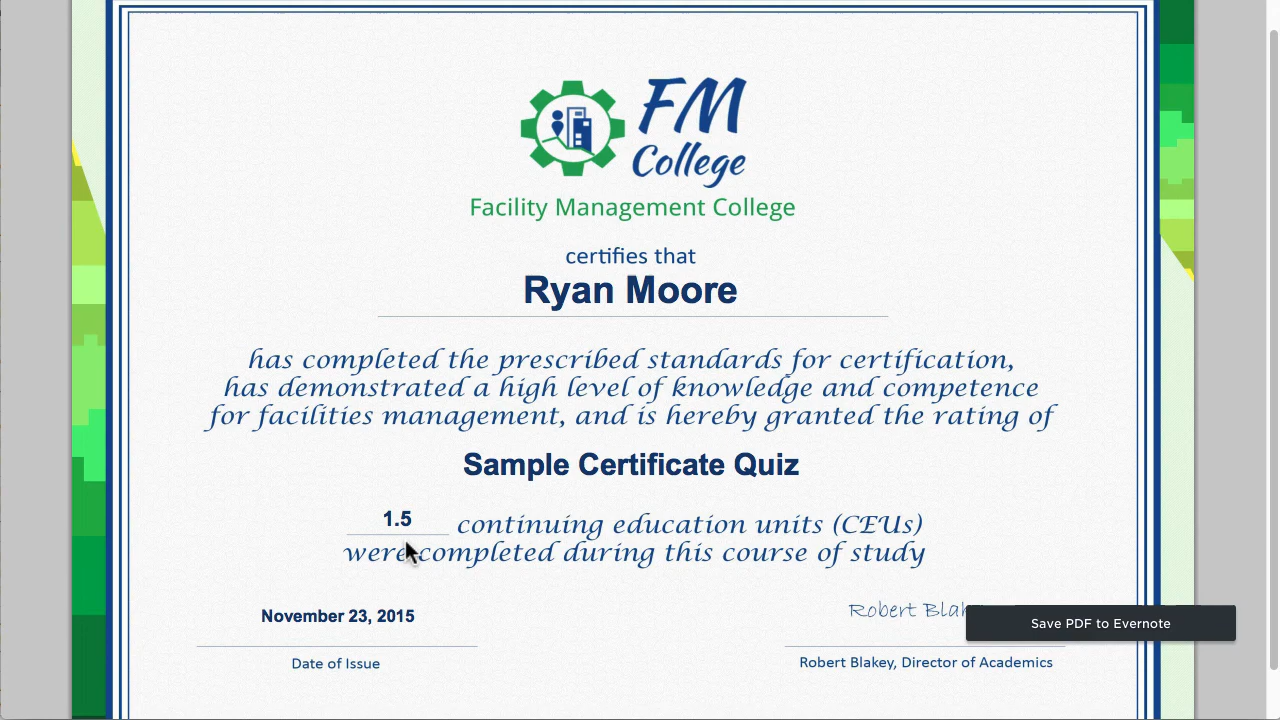 FM
College
Facility Management College
certifies that
Ryan Moore
has completed the prescribed standards for certification,
has demonstrated a high level of knowledge and competence
for facilities management, and is hereby granted the rating of
Sample Certificate Quiz
1.5 continuing education units (CEUs)
were completed during this course of study
November 23, 2015
Robert
Save PDF to Evernote
Date of Issue
Robert Blakey, Director of Academics